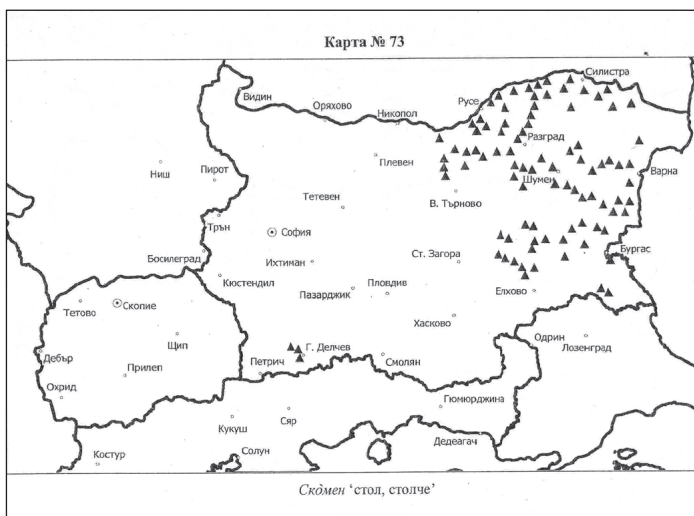 Карта № 73
Силистра
Видин
Русе
Оряхово
Никопол
Разград
Плевен
Ниш
Пирот
Шумен
Варна
Тетевен
В. Търново
Трън
София
Бургас
Босилеград
Ихтиман
Ст. Загора
Кюстендил
Пловдив
Пазарджик
Елхово
Скопие
Тетово
Хасково
Щип
Одрин
Лозенград
Г. Делчев
Дебър
Петрич
Смолян
Прилеп
Охрид
Гюмюрджина
Сяр
Кукуш
Дедеагач
Костур
Солун
Ско̀мен ‘стол, столче’